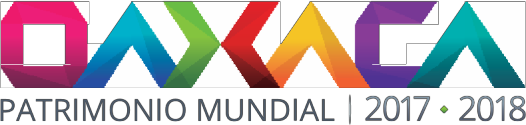 OAXACA
PATRIMONIO MUNDIAL | 2017 • 2018